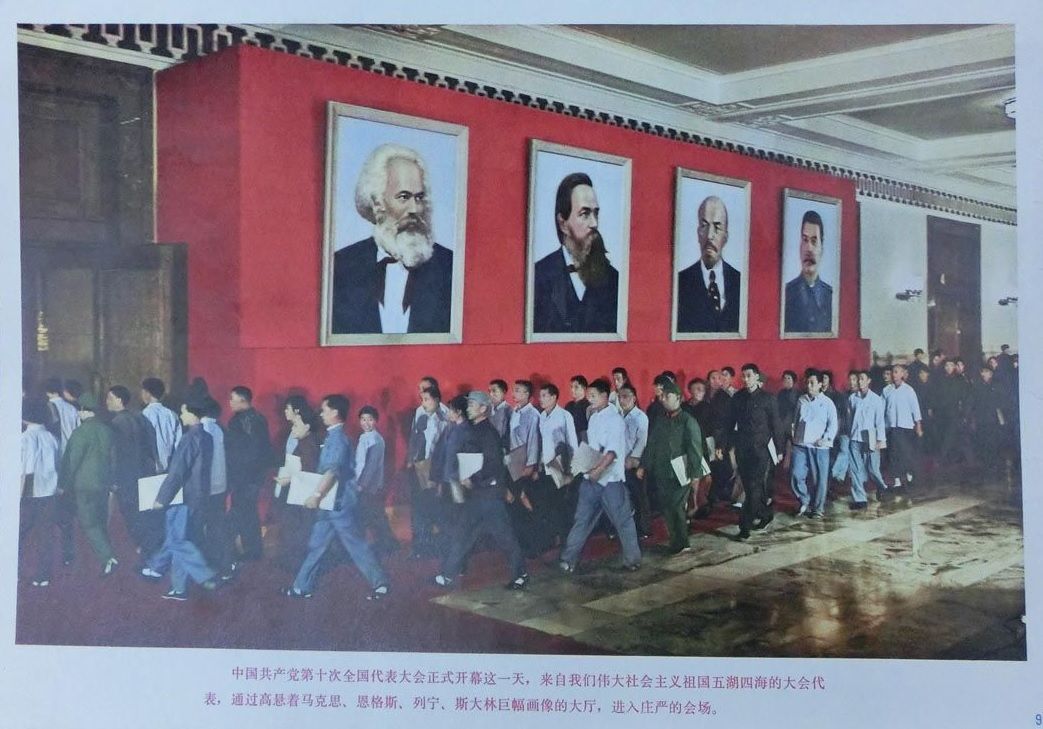 中国共产党第十次全国代表大会正式开幕这一天，来自我们伟大社会主义祖国五湖四海的大会代
表，通过高悬着马克思、恩格斯、列宁、斯大林巨幅画像的大厅，进入庄严的会场。
9